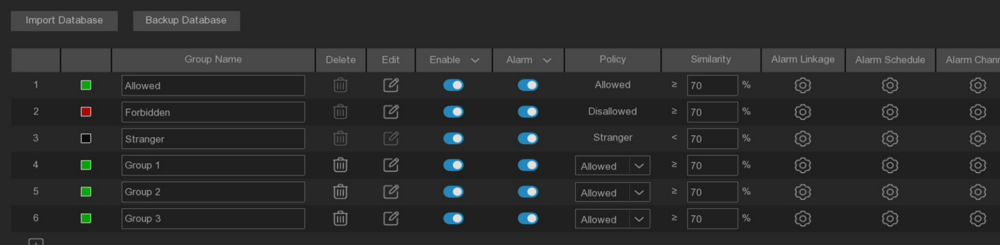 Import Database Backup Database
Group Name Delete Edit Enable Alarm Policy Similarity Alarm Linkage Alarm Schedule Alarm Chann
1 Allowed Allowed ≥ 70 %
2 Forbidden Disallowed ≥ 70 %
3 Stranger Stranger < 70 %
4 Group 1 Allowed ≥ 70 %
5 Group 2 Allowed ≥ 70 %
6 Group 3 Allowed ≥ 70 %